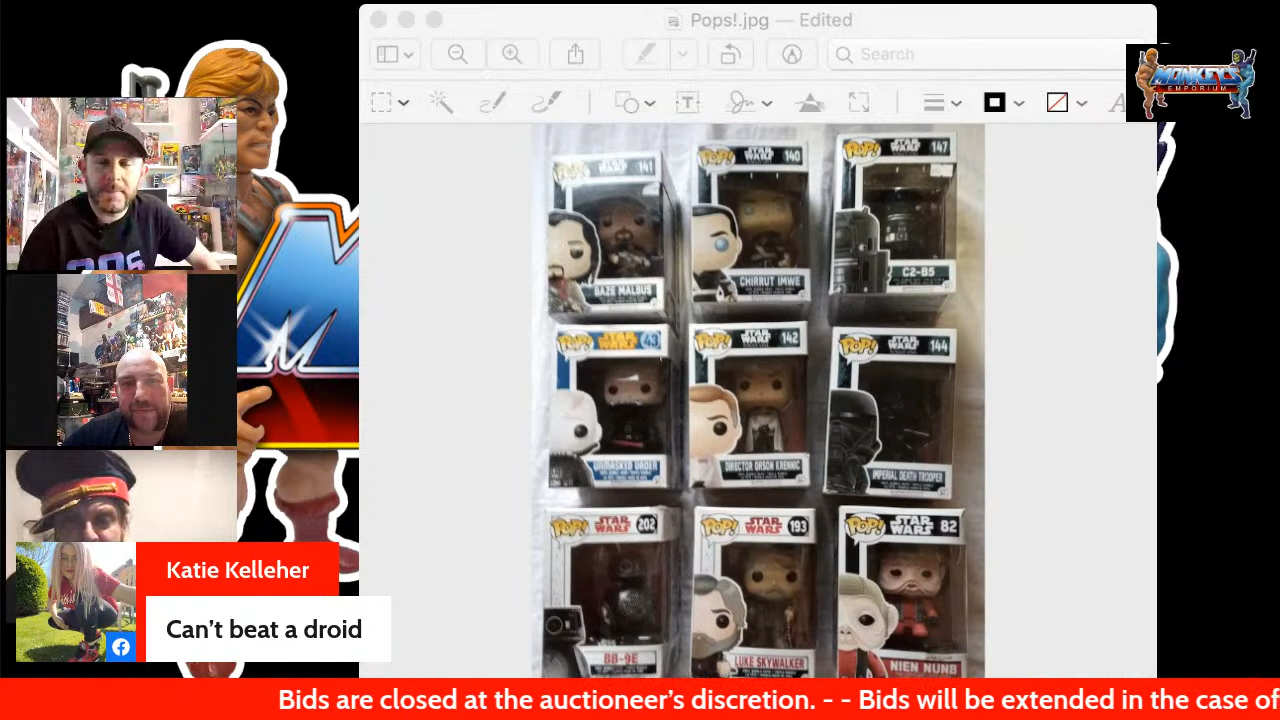 Pops!.jpg — Edited
Search
MONKEYS
EMPORIUM
POP! STAR WARS 141
BAZE MALBUS
POP! STAR WARS 140
CHIRRUT IMWE
POP! STAR WARS 147
C2-B5
POP! STAR WARS 43
UNMASKED VADER
POP! STAR WARS 142
DIRECTOR ORSON KRENNIC
POP! STAR WARS 144
IMPERIAL DEATH TROOPER
POP! STAR WARS 202
BB-9E
POP! STAR WARS 193
LUKE SKYWALKER
POP! STAR WARS 82
NIEN NUNB
Katie Kelleher
Can't beat a droid
Bids are closed at the auctioneer's discretion. - - Bids will be extended in the case of